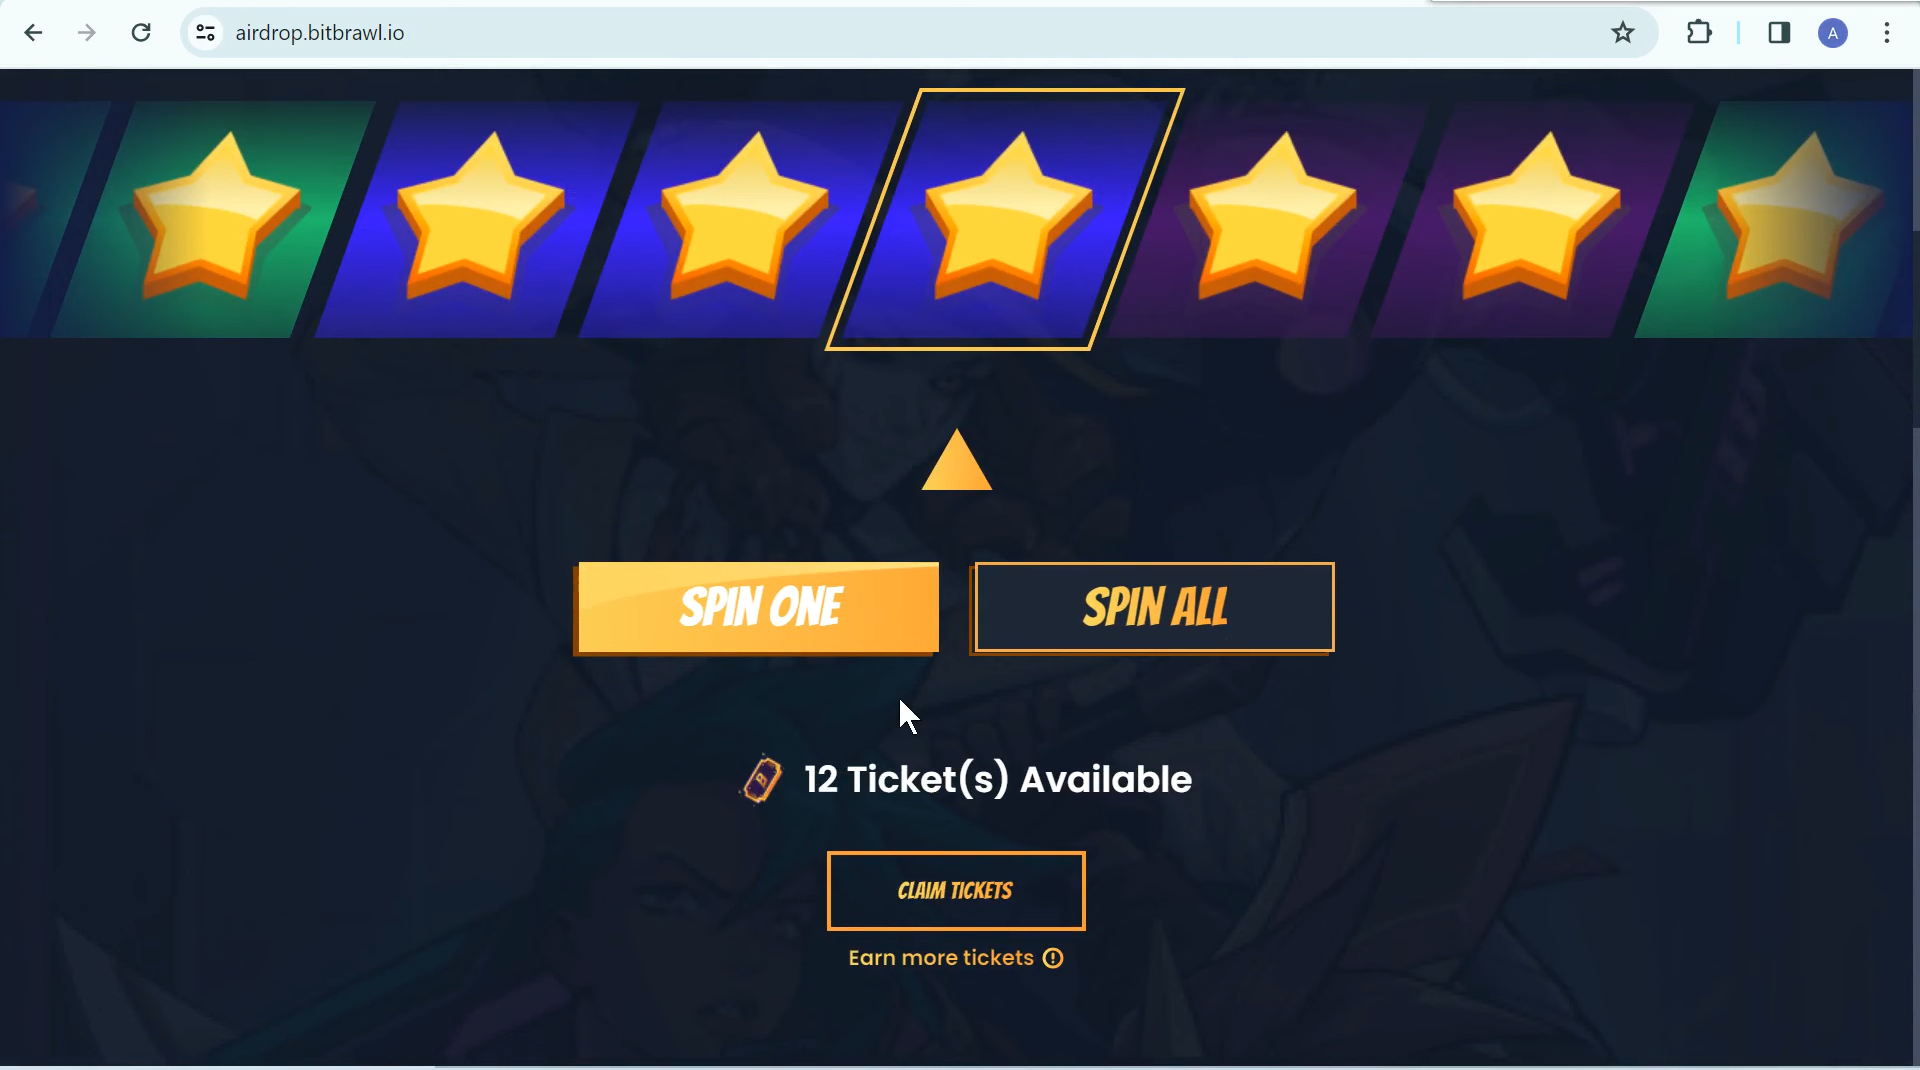 airdrop.bitbrawl.io
A
SPIN ONE
SPIN ALL
12 Ticket(s) Available
CLAIM TICKETS
Earn more tickets